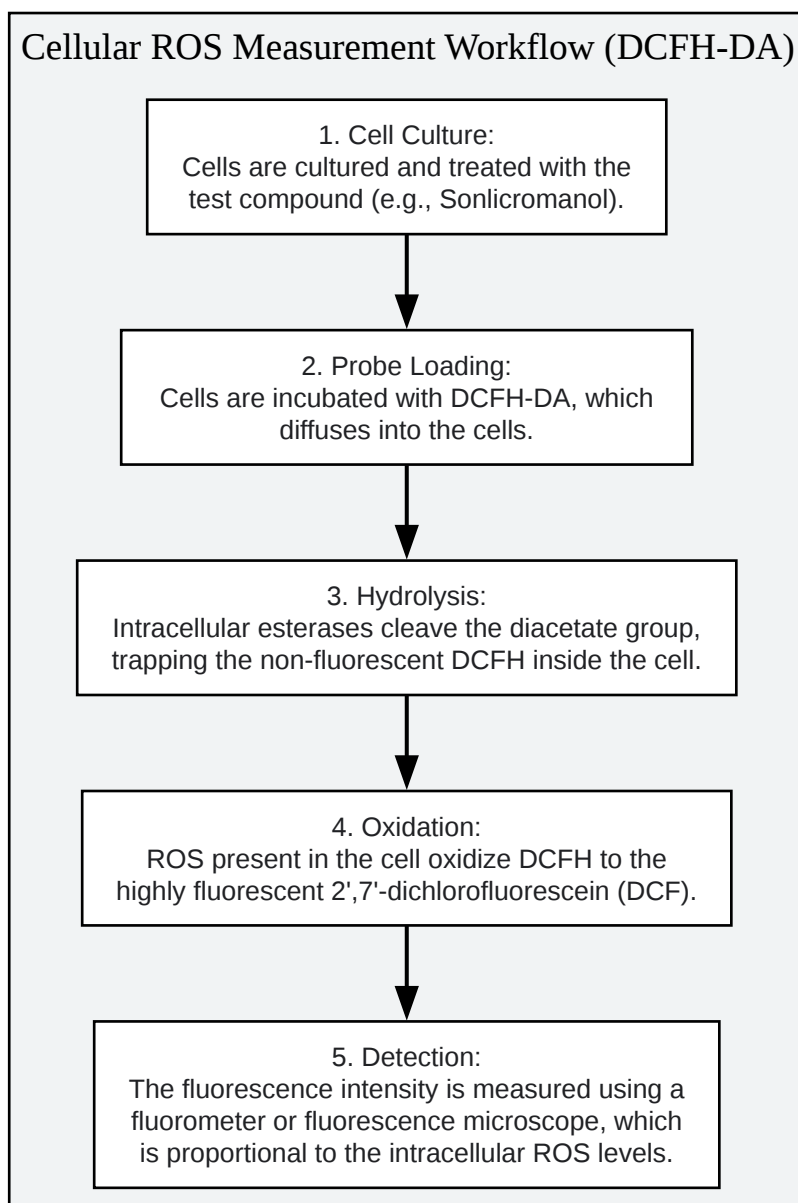 Cellular ROS Measurement Workflow (DCFH-DA)
1. Cell Culture:
Cells are cultured and treated with the
test compound (e.g., Sonlicromanol).
2. Probe Loading:
Cells are incubated with DCFH-DA, which
diffuses into the cells.
3. Hydrolysis:
Intracellular esterases cleave the diacetate group,
trapping the non-fluorescent DCFH inside the cell.
4. Oxidation:
ROS present in the cell oxidize DCFH to the
highly fluorescent 2',7'-dichlorofluorescein (DCF).
5. Detection:
The fluorescence intensity is measured using a
fluorometer or fluorescence microscope, which
is proportional to the intracellular ROS levels.